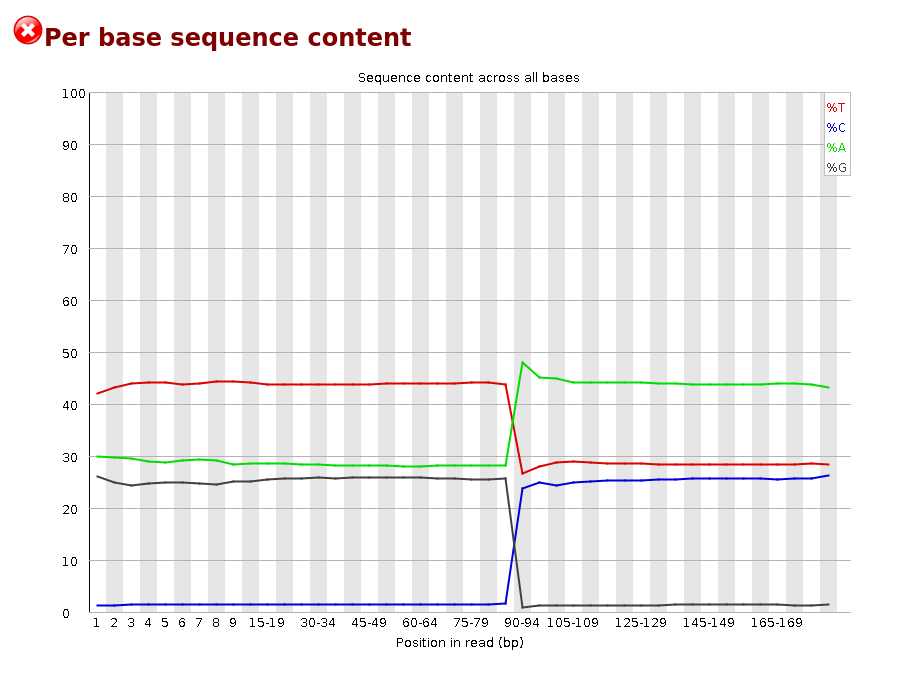 Per base sequence content
Sequence content across all bases
%T
%C
%A
%G
100
90
80
70
60
50
40
30
20
10
0
1 2 3 4 5 6 7 8 9 15-19 30-34 45-49 60-64 75-79 90-94 105-109 125-129 145-149 165-169
Position in read (bp)